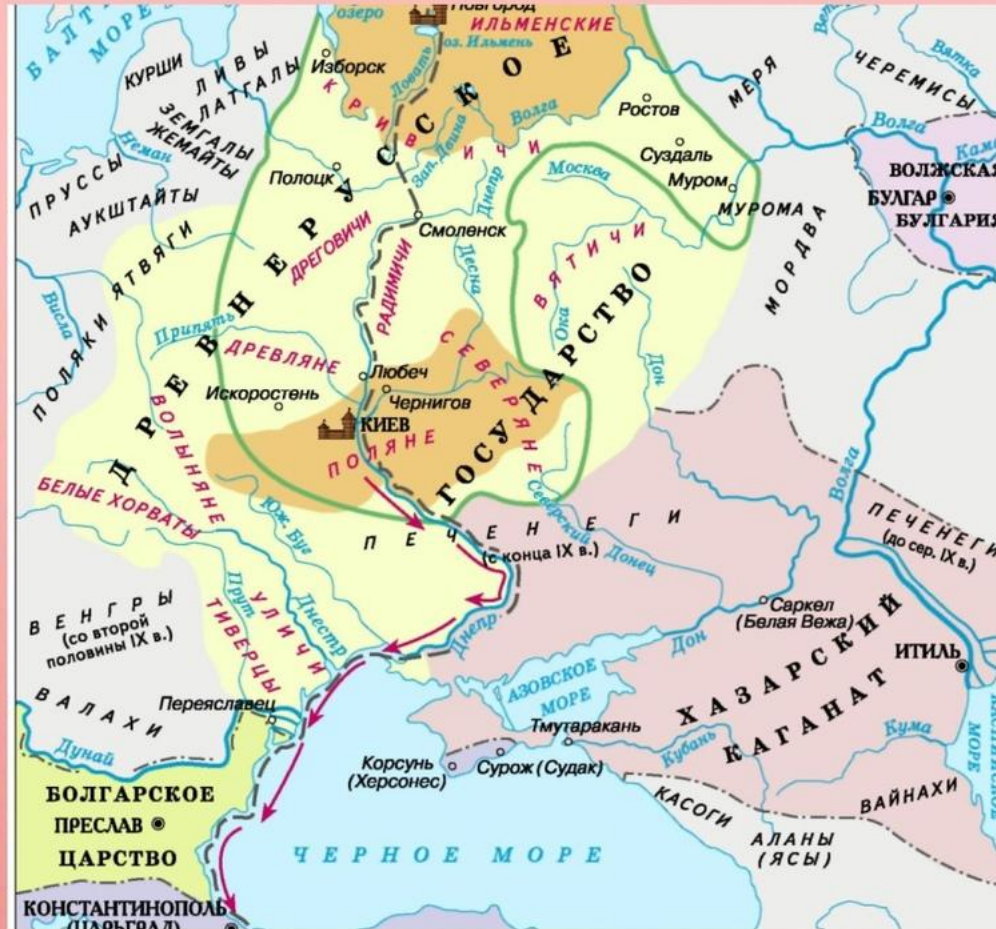 озеро
Новгород
ИЛЬМЕНСКИЕ
оз. Ильмень
БАЛТ
МОРЕ
Изборск
Ловать
КУРШИ
ЛИВЫ
ЛАТГАЛЫ
ЗЕМГАЛЫ
ЖЕМАЙТЫ
Неман
ПРУССЫ
АУКШТАЙТЫ
ЯТВЯГИ
КРИВИЧИ
Зап. Двина
Волга
Днепр
Полоцк
Смоленск
Ростов
Суздаль
Муром
Москва
МЕРЯ
МУРОМА
МОРДВА
Вятка
ЧЕРЕМИСЫ
Волга
Кама
ВОЛЖСКАЯ
БУЛГАР
БУЛГАРИЯ
ДРЕВНЕРУССКОЕ
ГОСУДАРСТВО
ДРЕГОВИЧИ
РАДИМИЧИ
Десна
ВЯТИЧИ
Ока
Дон
Висла
ПОЛЯКИ
Припять
ДРЕВЛЯНЕ
Искоростень
Любеч
Чернигов
КИЕВ
ПОЛЯНЕ
СЕВЕРЯНЕ
ВОЛЫНЯНЕ
БЕЛЫЕ ХОРВАТЫ
Юж. Буг
Северский Донец
ПЕЧЕНЕГИ
(с конца IX в.)
Волга
ПЕЧЕНЕГИ
(до сер. IX в.)
ВЕНГРЫ
(со второй
половины IX в.)
Прут
УЛИЧИ
ТИВЕРЦЫ
Днестр
Днепр
Саркел
(Белая Вежа)
Дон
ХАЗАРСКИЙ
КАГАНАТ
ИТИЛЬ
ВАЛАХИ
Переяславец
Дунай
АЗОВСКОЕ
МОРЕ
Тмутаракань
Корсунь
(Херсонес)
Сурож (Судак)
Кубань
Кума
КАСПИЙСКОЕ
МОРЕ
БОЛГАРСКОЕ
ПРЕСЛАВ
ЦАРСТВО
КАСОГИ
АЛАНЫ
(ЯСЫ)
ВАЙНАХИ
ЧЕРНОЕ МОРЕ
КОНСТАНТИНОПОЛЬ
(ЦАРЬГРАД)